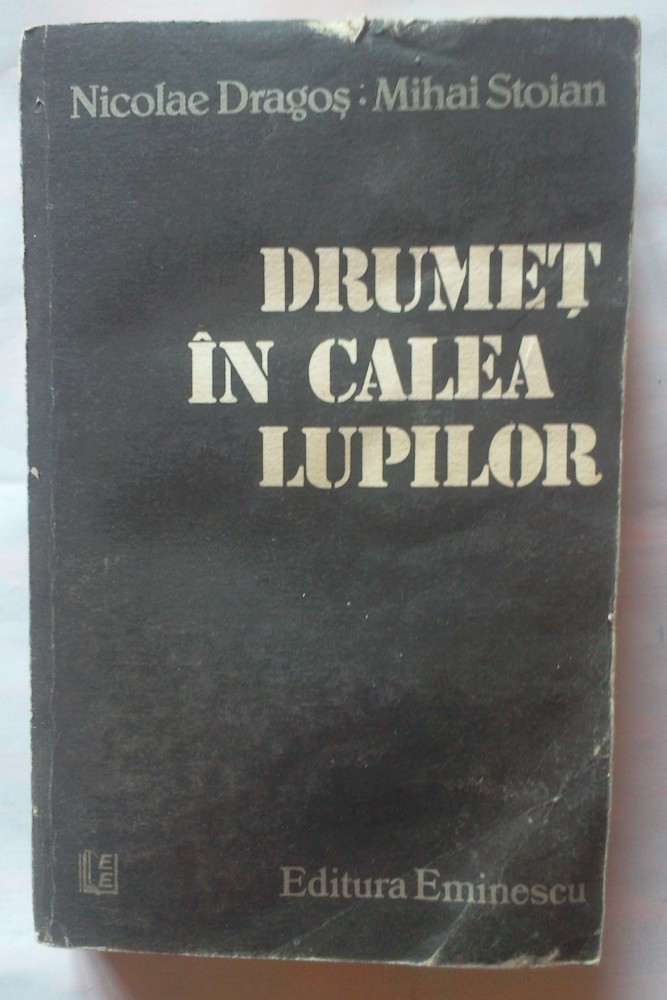 Nicolae Dragoș : Mihai Stoian
DRUMEȚ
ÎN CALEA
LUPILOR
E
E
Editura Eminescu